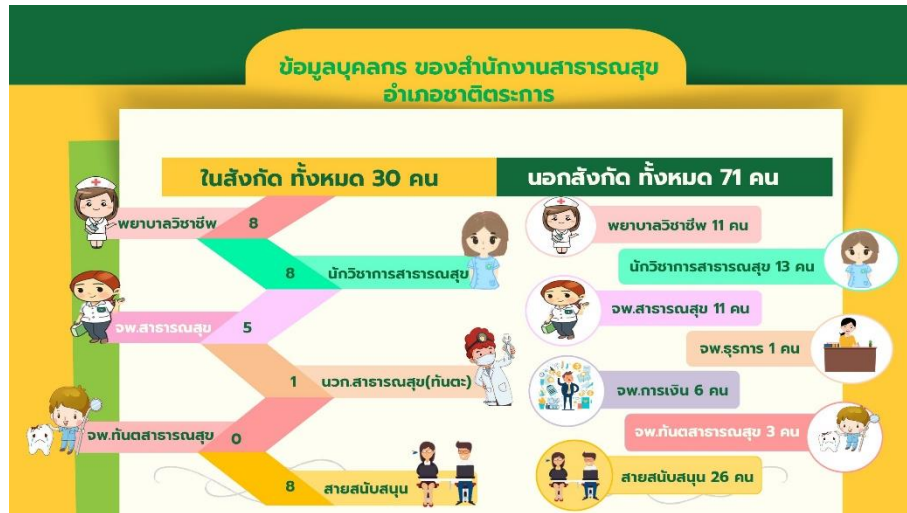 ข้อมูลบุคลากร ของสำนักงานสาธารณสุข
อำเภอชาติตระการ
ในสังกัด ทั้งหมด 30 คน
พยาบาลวิชาชีพ 8
8 นักวิชาการสาธารณสุข
จพ.สาธารณสุข 5
1 นวก.สาธารณสุข(ทันตะ)
จพ.ทันตสาธารณสุข 0
8 สายสนับสนุน
นอกสังกัด ทั้งหมด 71 คน
พยาบาลวิชาชีพ 11 คน
นักวิชาการสาธารณสุข 13 คน
จพ.สาธารณสุข 11 คน
จพ.ธุรการ 1 คน
จพ.การเงิน 6 คน
จพ.ทันตสาธารณสุข 3 คน
สายสนับสนุน 26 คน